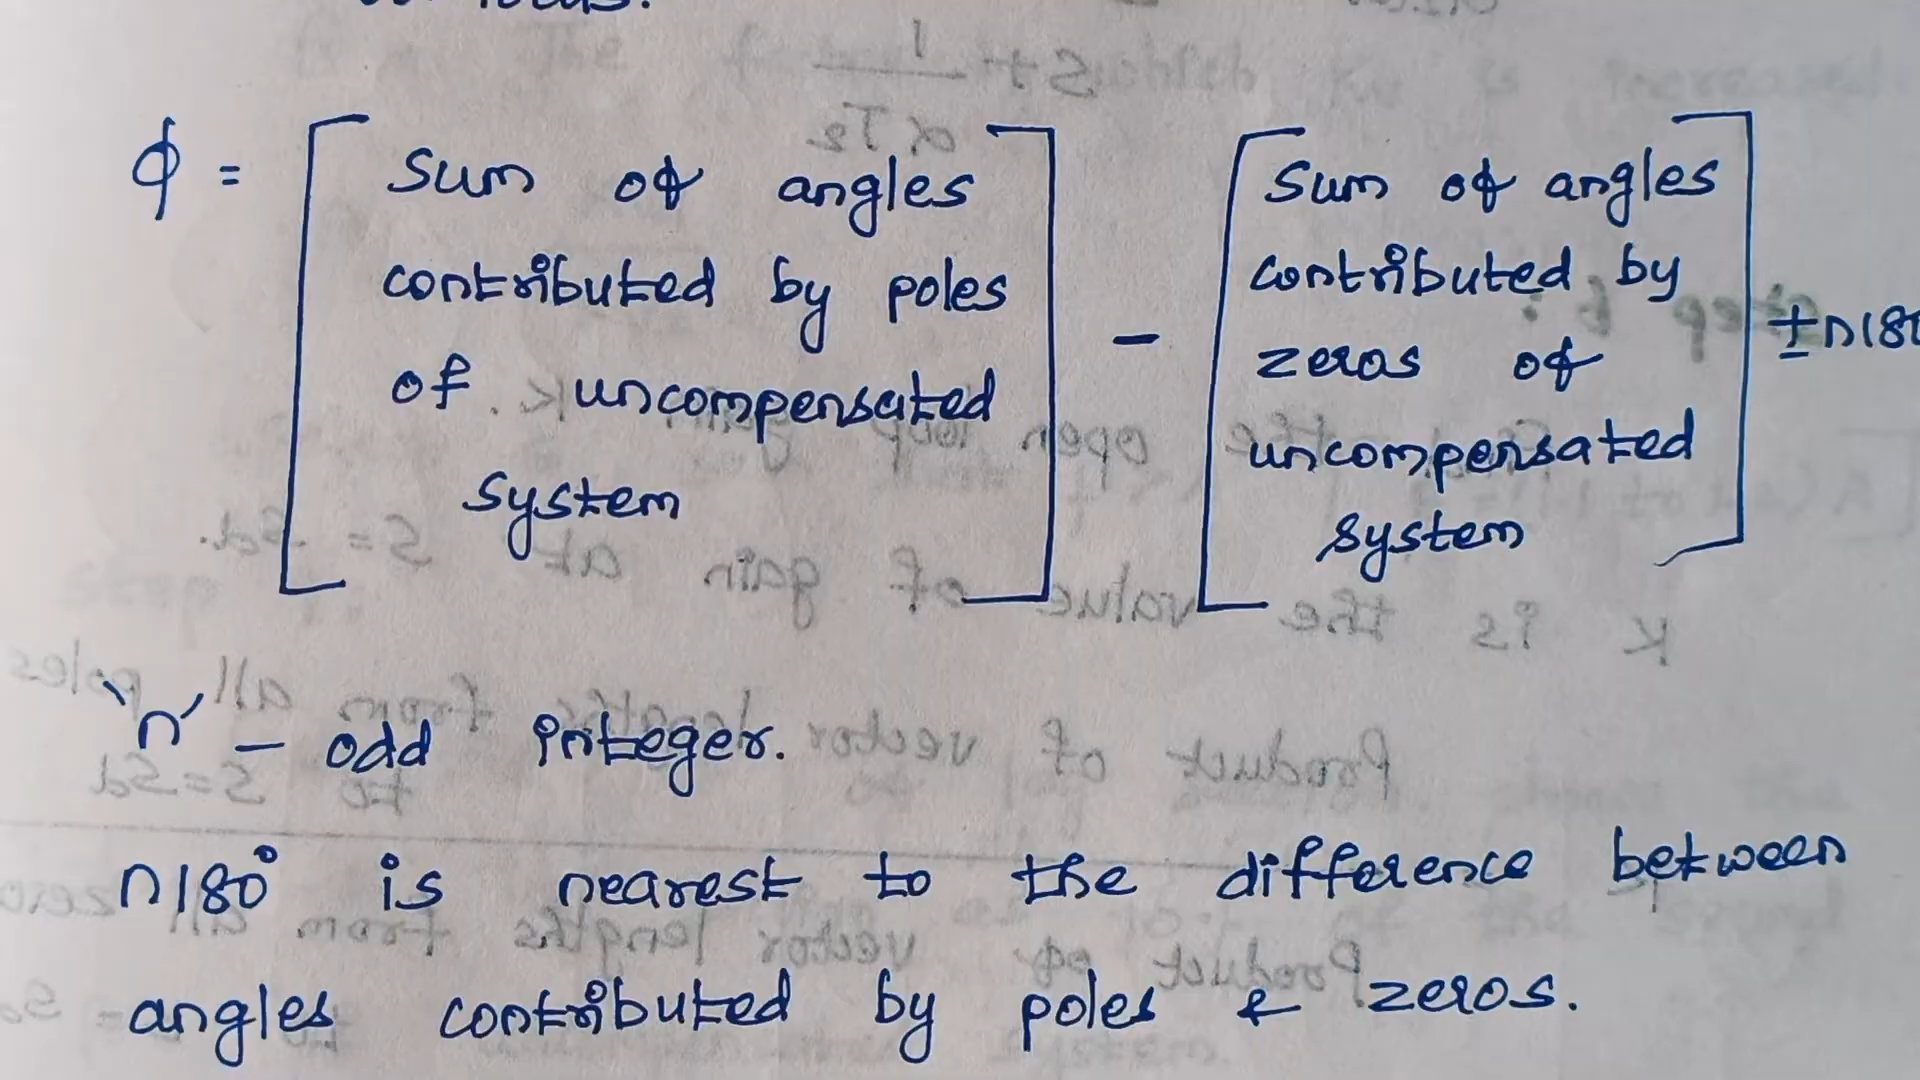 ϕ = [ Sum of angles contributed by poles of uncompensated system ] - [ Sum of angles contributed by zeros of uncompensated system ] ± n180
'n' - odd integer.
n180° is nearest to the difference between
angles contributed by poles & zeros.